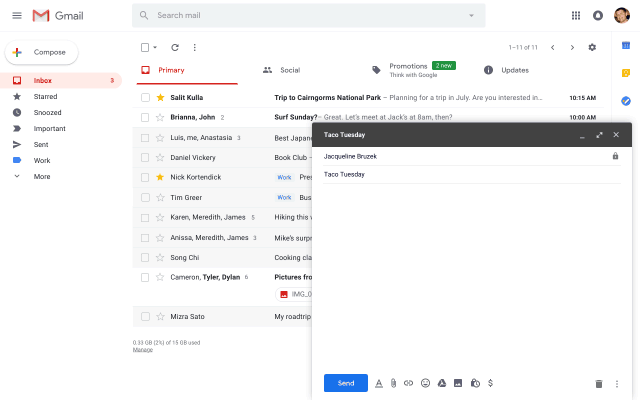 Gmail
Search mail
Compose
1–11 of 11
Primary
Social
Promotions
2 new
Think with Google
Updates
Inbox
3
Starred
Snoozed
Important
Sent
Work
More
Salit Kulla
Trip to Cairngorms National Park – Planning for a trip in July. Are you interested in...
10:15 AM
Brianna, John 2
Surf Sunday? – Great. Let's meet at Jack's at 8am, then?
10:00 AM
Luis, me, Anastasia 3
Best Japan
Daniel Vickery
Book Club –
Nick Kortendick
Work
Pres
Tim Greer
Work
Bus
Karen, Meredith, James 5
Hiking this w
Anissa, Meredith, James 3
Mike's surpr
Song Chi
Cooking cla
Cameron, Tyler, Dylan 6
Pictures fro
IMG_0
Mizra Sato
My roadtrip
0.33 GB (2%) of 15 GB used
Manage
Taco Tuesday
Jacqueline Bruzek
Taco Tuesday
Send